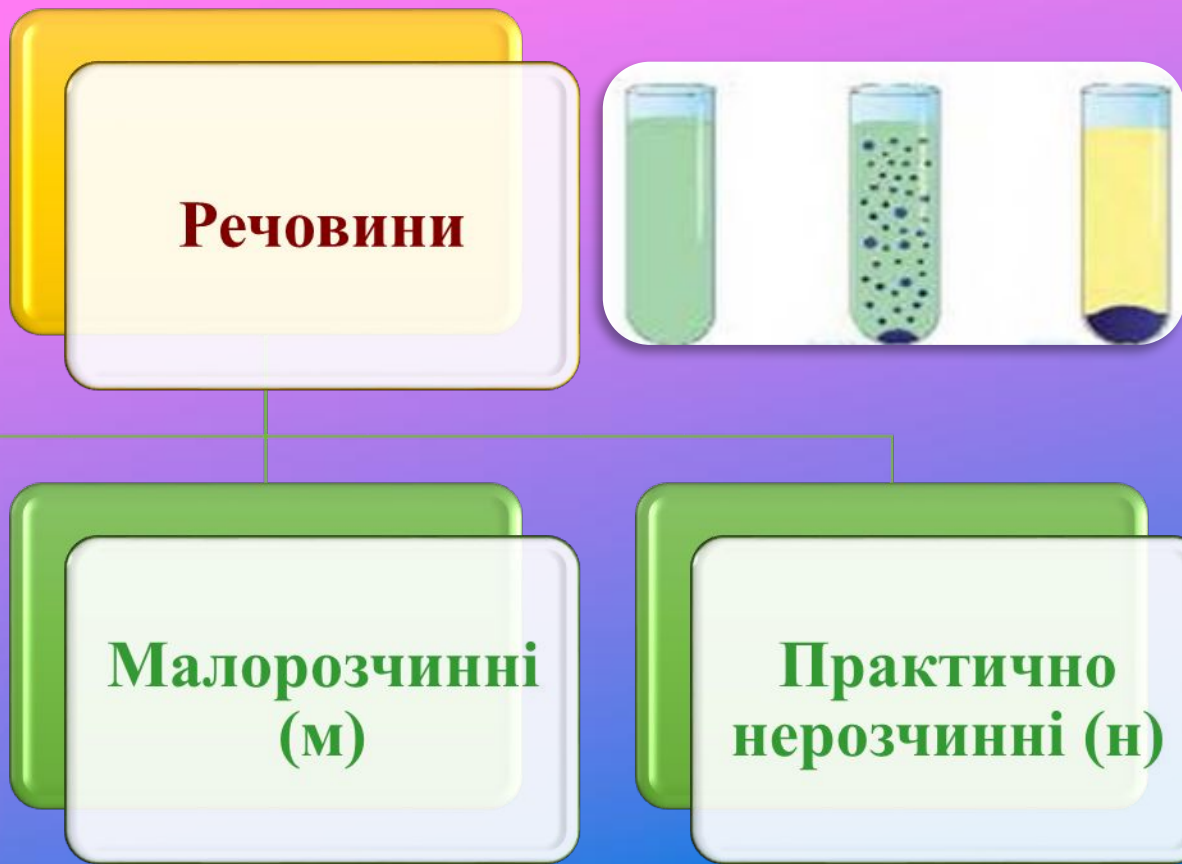 Речовини
Малорозчинні
(м)
Практично
нерозчинні (н)